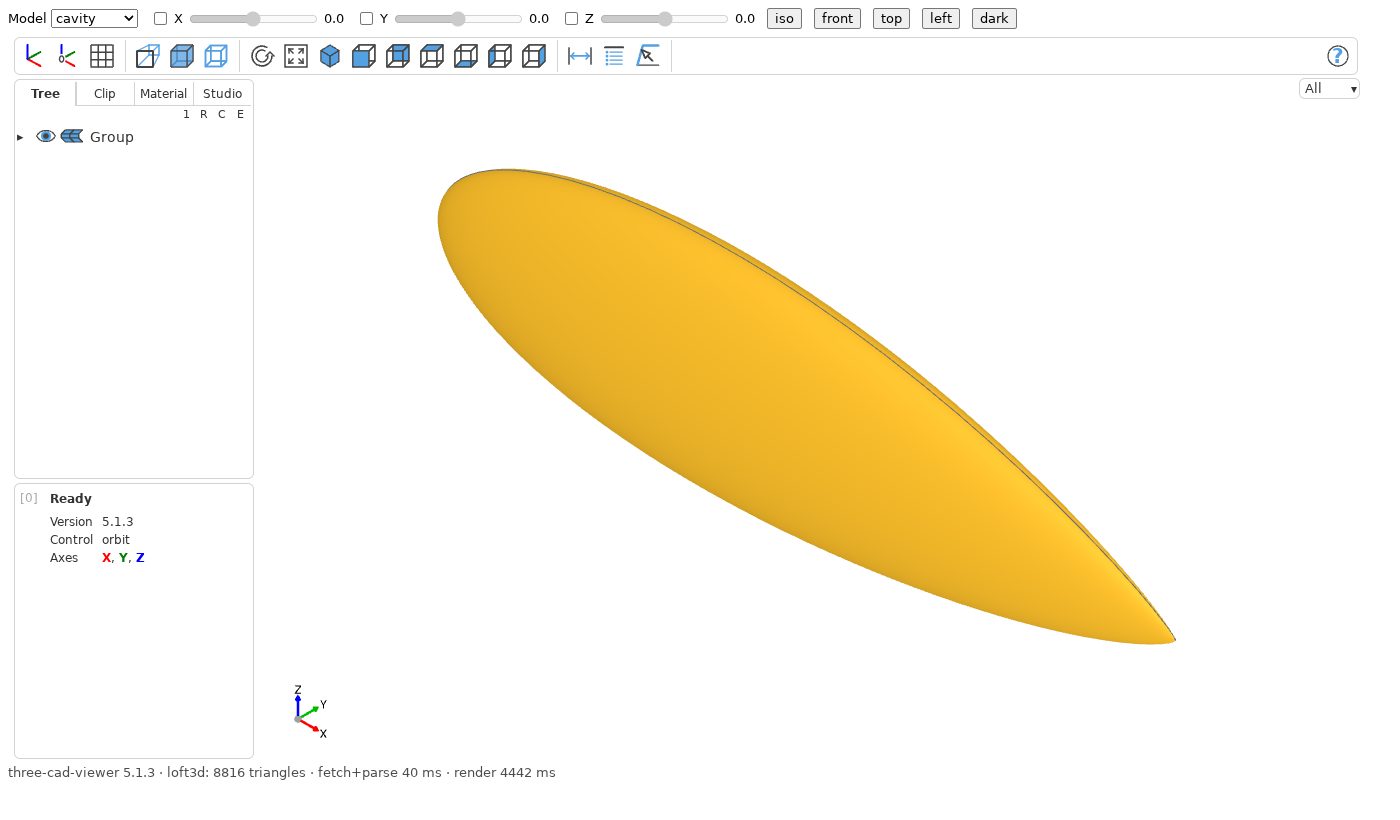 Model cavity X 0.0 Y 0.0 Z 0.0 iso front top left dark
0
?
Tree Clip Material Studio
All
1 R C E
Group
[0] Ready
Version 5.1.3
Control orbit
Axes X, Y, Z
Z
Y
X
three-cad-viewer 5.1.3 · loft3d: 8816 triangles · fetch+parse 40 ms · render 4442 ms